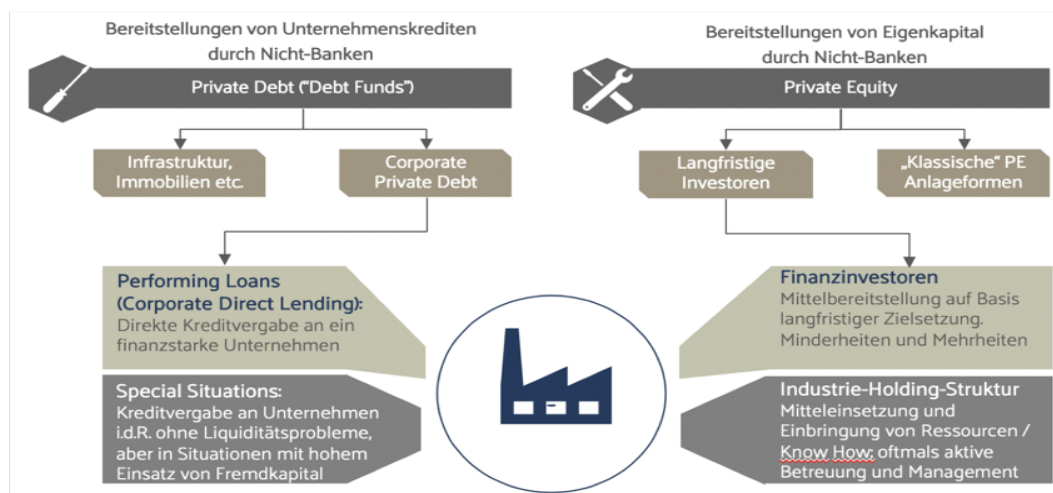 Bereitstellungen von Unternehmenskrediten
durch Nicht-Banken
Private Debt ("Debt Funds")
Infrastruktur,
Immobilien etc.
Corporate
Private Debt
Performing Loans
(Corporate Direct Lending):
Direkte Kreditvergabe an ein
finanzstarke Unternehmen
Special Situations:
Kreditvergabe an Unternehmen
i.d.R. ohne Liquiditätsprobleme,
aber in Situationen mit hohem
Einsatz von Fremdkapital
Bereitstellungen von Eigenkapital
durch Nicht-Banken
Private Equity
Langfristige
Investoren
„Klassische“ PE
Anlageformen
Finanzinvestoren
Mittelbereitstellung auf Basis
langfristiger Zielsetzung.
Minderheiten und Mehrheiten
Industrie-Holding-Struktur
Mitteleinsetzung und
Einbringung von Ressourcen /
Know How; oftmals aktive
Betreuung und Management